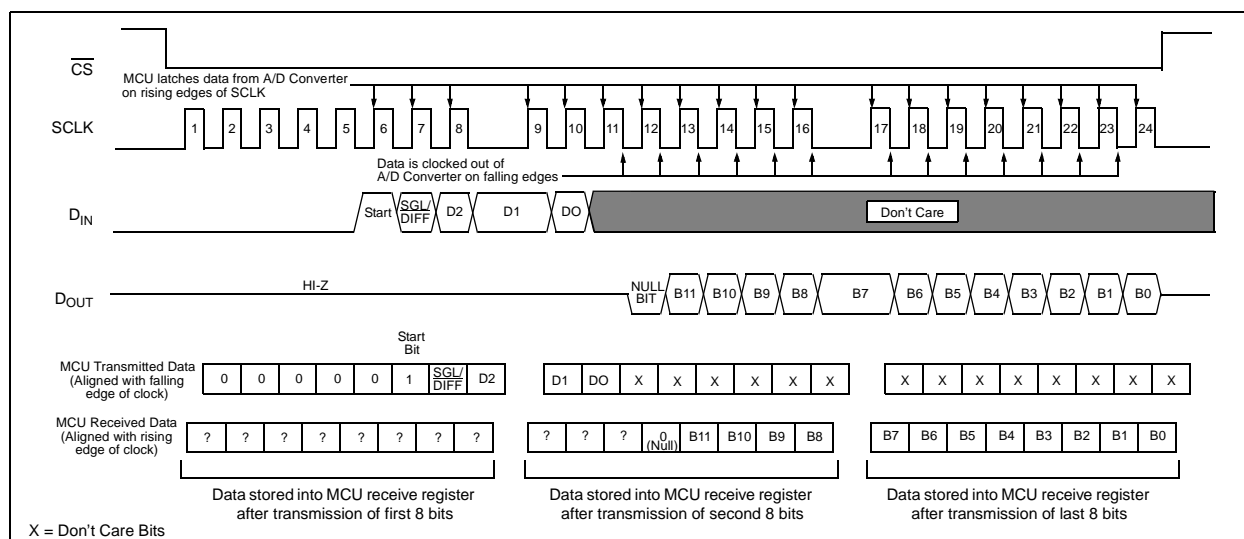 CS
MCU latches data from A/D Converter
on rising edges of SCLK
SCLK
1 2 3 4 5 6 7 8 9 10 11 12 13 14 15 16 17 18 19 20 21 22 23 24
Data is clocked out of
A/D Converter on falling edges
DIN
Start SGL/DIFF D2 D1 DO Don't Care
HI-Z
DOUT
NULL BIT B11 B10 B9 B8 B7 B6 B5 B4 B3 B2 B1 B0
Start
Bit
MCU Transmitted Data
(Aligned with falling
edge of clock)
0 0 0 0 0 1 SGL/DIFF D2 D1 DO X X X X X X X X X X X X X X
MCU Received Data
(Aligned with rising
edge of clock)
? ? ? ? ? ? ? ? ? ? ? 0 (Null) B11 B10 B9 B8 B7 B6 B5 B4 B3 B2 B1 B0
Data stored into MCU receive register
after transmission of first 8 bits
Data stored into MCU receive register
after transmission of second 8 bits
Data stored into MCU receive register
after transmission of last 8 bits
X = Don't Care Bits